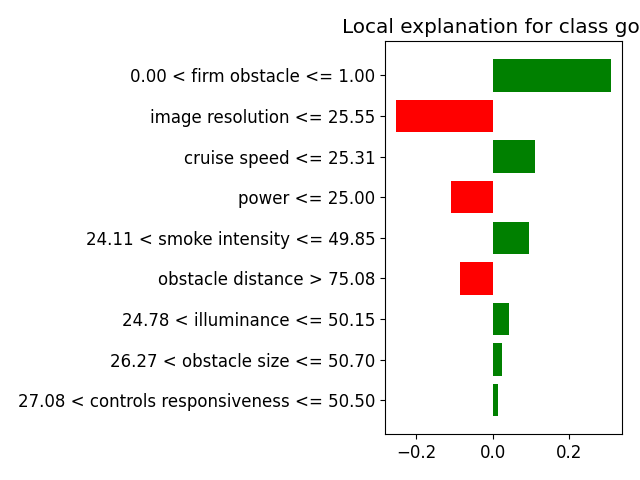 Local explanation for class go
0.00 < firm obstacle <= 1.00
image resolution <= 25.55
cruise speed <= 25.31
power <= 25.00
24.11 < smoke intensity <= 49.85
obstacle distance > 75.08
24.78 < illuminance <= 50.15
26.27 < obstacle size <= 50.70
27.08 < controls responsiveness <= 50.50
−0.2 0.0 0.2